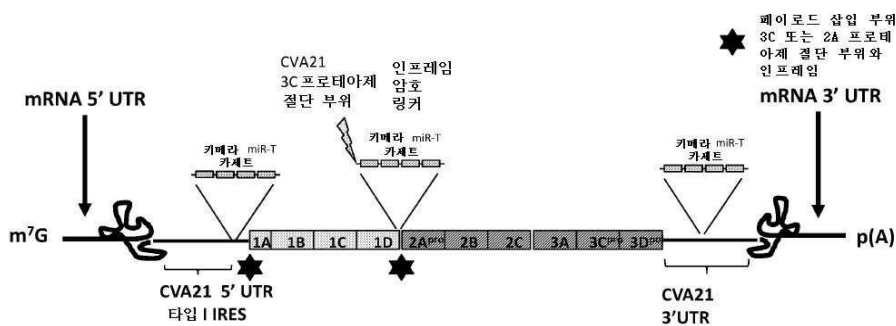 페이로드 삽입 부위
3C 또는 2A 프로테
아제 절단 부위와
인프레임
mRNA 5' UTR
CVA21
3C 프로테아제
절단 부위
인프레임
암호
링커
mRNA 3' UTR
키메라 miR-T
카세트
키메라 miR-T
카세트
키메라 miR-T
카세트
m⁷G
1A
1B
1C
1D
2Aᵖʳᵒ
2B
2C
3A
3Cᵖʳᵒ
3Dᵖᵒˡ
p(A)
CVA21 5' UTR
타입 I IRES
CVA21
3'UTR